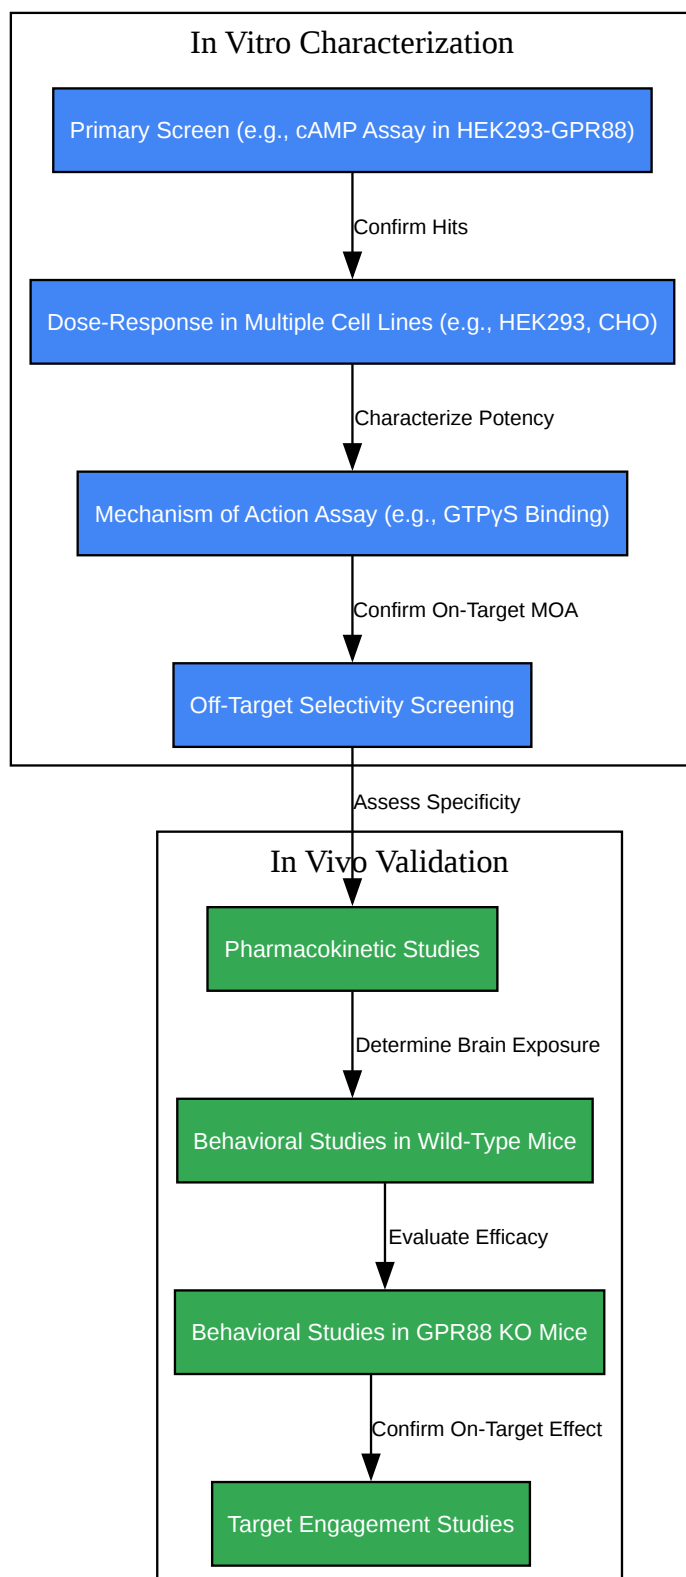 In Vitro Characterization
Primary Screen (e.g., cAMP Assay in HEK293-GPR88)
Confirm Hits
Dose-Response in Multiple Cell Lines (e.g., HEK293, CHO)
Characterize Potency
Mechanism of Action Assay (e.g., GTPγS Binding)
Confirm On-Target MOA
Off-Target Selectivity Screening
Assess Specificity
In Vivo Validation
Pharmacokinetic Studies
Determine Brain Exposure
Behavioral Studies in Wild-Type Mice
Evaluate Efficacy
Behavioral Studies in GPR88 KO Mice
Confirm On-Target Effect
Target Engagement Studies